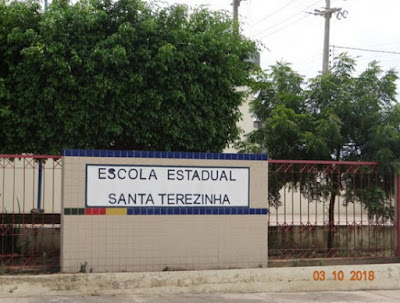 ESCOLA ESTADUAL
SANTA TEREZINHA
03 10 2018